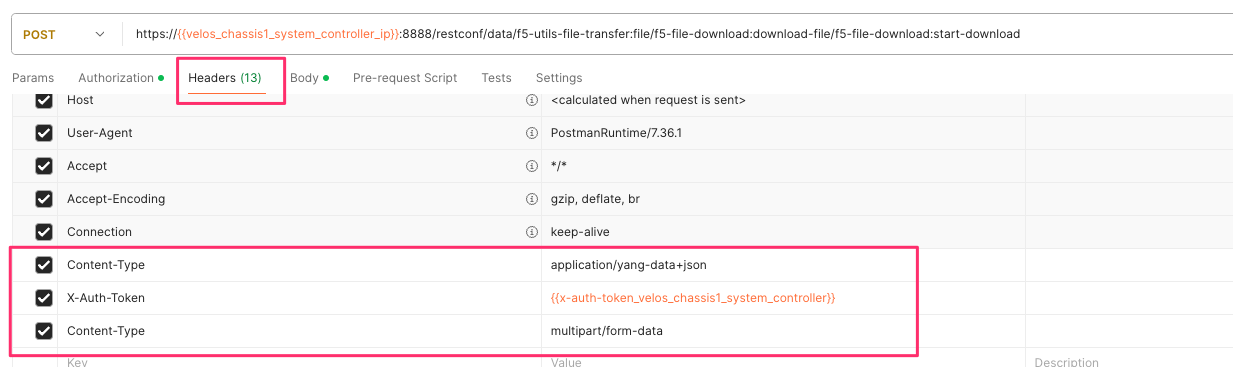 POST https://{{velos_chassis1_system_controller_ip}}:8888/restconf/data/f5-utils-file-transfer:file/f5-file-download:download-file/f5-file-download:start-download
Params Authorization Headers (13) Body Pre-request Script Tests Settings
Host <calculated when request is sent>
User-Agent PostmanRuntime/7.36.1
Accept */*
Accept-Encoding gzip, deflate, br
Connection keep-alive
Content-Type application/yang-data+json
X-Auth-Token {{x-auth-token_velos_chassis1_system_controller}}
Content-Type multipart/form-data
Key Value Description